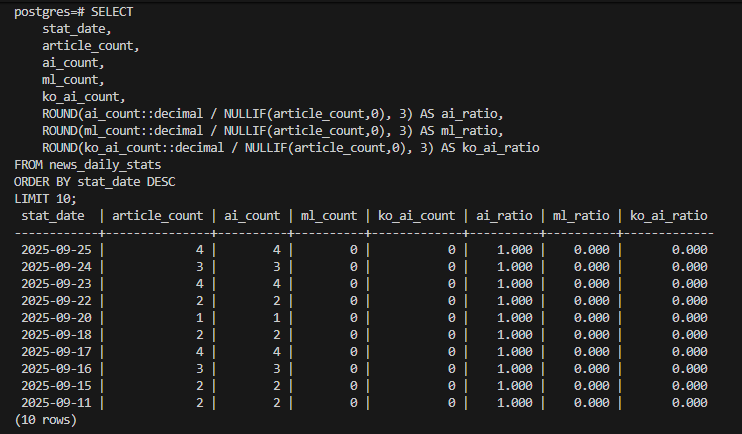 postgres=# SELECT
    stat_date,
    article_count,
    ai_count,
    ml_count,
    ko_ai_count,
    ROUND(ai_count::decimal / NULLIF(article_count,0), 3) AS ai_ratio,
    ROUND(ml_count::decimal / NULLIF(article_count,0), 3) AS ml_ratio,
    ROUND(ko_ai_count::decimal / NULLIF(article_count,0), 3) AS ko_ai_ratio
FROM news_daily_stats
ORDER BY stat_date DESC
LIMIT 10;
 stat_date  | article_count | ai_count | ml_count | ko_ai_count | ai_ratio | ml_ratio | ko_ai_ratio
------------+---------------+----------+----------+-------------+----------+----------+-------------
 2025-09-25 |             4 |        4 |        0 |           0 |    1.000 |    0.000 |       0.000
 2025-09-24 |             3 |        3 |        0 |           0 |    1.000 |    0.000 |       0.000
 2025-09-23 |             4 |        4 |        0 |           0 |    1.000 |    0.000 |       0.000
 2025-09-22 |             2 |        2 |        0 |           0 |    1.000 |    0.000 |       0.000
 2025-09-20 |             1 |        1 |        0 |           0 |    1.000 |    0.000 |       0.000
 2025-09-18 |             2 |        2 |        0 |           0 |    1.000 |    0.000 |       0.000
 2025-09-17 |             4 |        4 |        0 |           0 |    1.000 |    0.000 |       0.000
 2025-09-16 |             3 |        3 |        0 |           0 |    1.000 |    0.000 |       0.000
 2025-09-15 |             2 |        2 |        0 |           0 |    1.000 |    0.000 |       0.000
 2025-09-11 |             2 |        2 |        0 |           0 |    1.000 |    0.000 |       0.000
(10 rows)